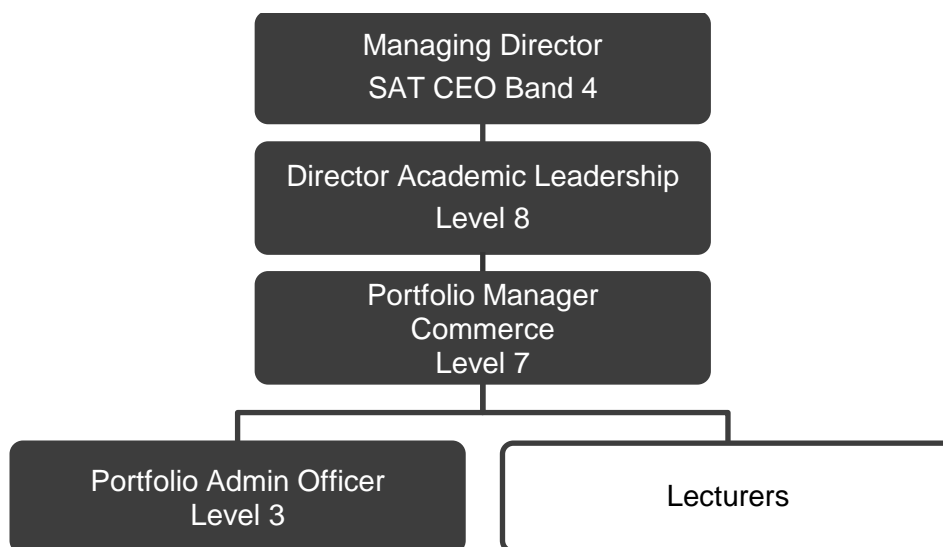 Managing Director
SAT CEO Band 4
Director Academic Leadership
Level 8
Portfolio Manager
Commerce
Level 7
Portfolio Admin Officer
Level 3
Lecturers